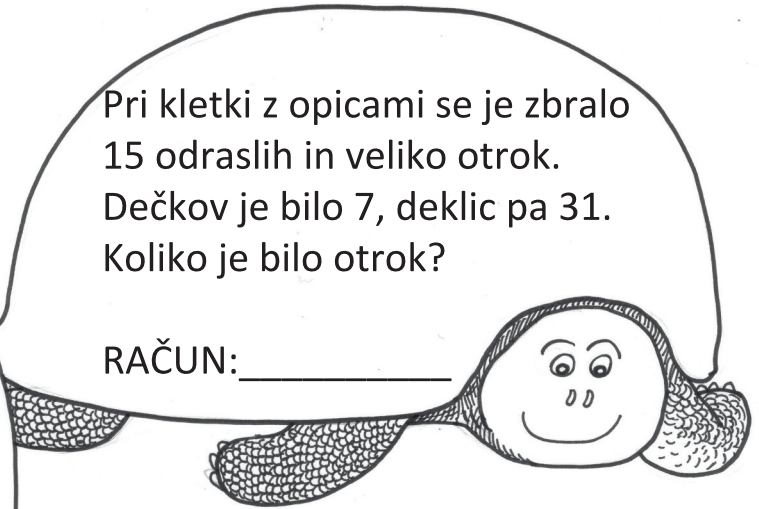 Pri kletki z opicami se je zbralo
15 odraslih in veliko otrok.
Dečkov je bilo 7, deklic pa 31.
Koliko je bilo otrok?
RAČUN:___________